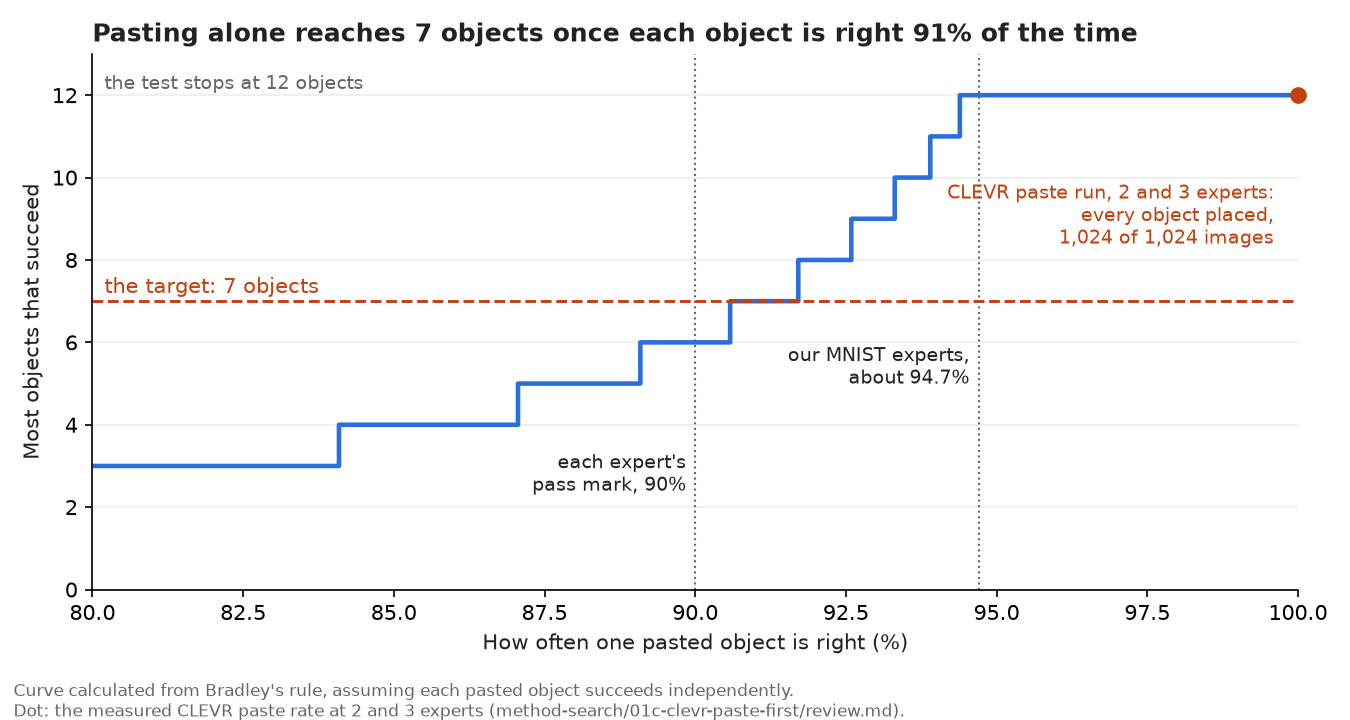 Pasting alone reaches 7 objects once each object is right 91% of the time
the test stops at 12 objects
12
10
8
6
4
2
0
Most objects that succeed
CLEVR paste run, 2 and 3 experts:
every object placed,
1,024 of 1,024 images
the target: 7 objects
our MNIST experts,
about 94.7%
each expert's
pass mark, 90%
80.0 82.5 85.0 87.5 90.0 92.5 95.0 97.5 100.0
How often one pasted object is right (%)
Curve calculated from Bradley's rule, assuming each pasted object succeeds independently.
Dot: the measured CLEVR paste rate at 2 and 3 experts (method-search/01c-clevr-paste-first/review.md).